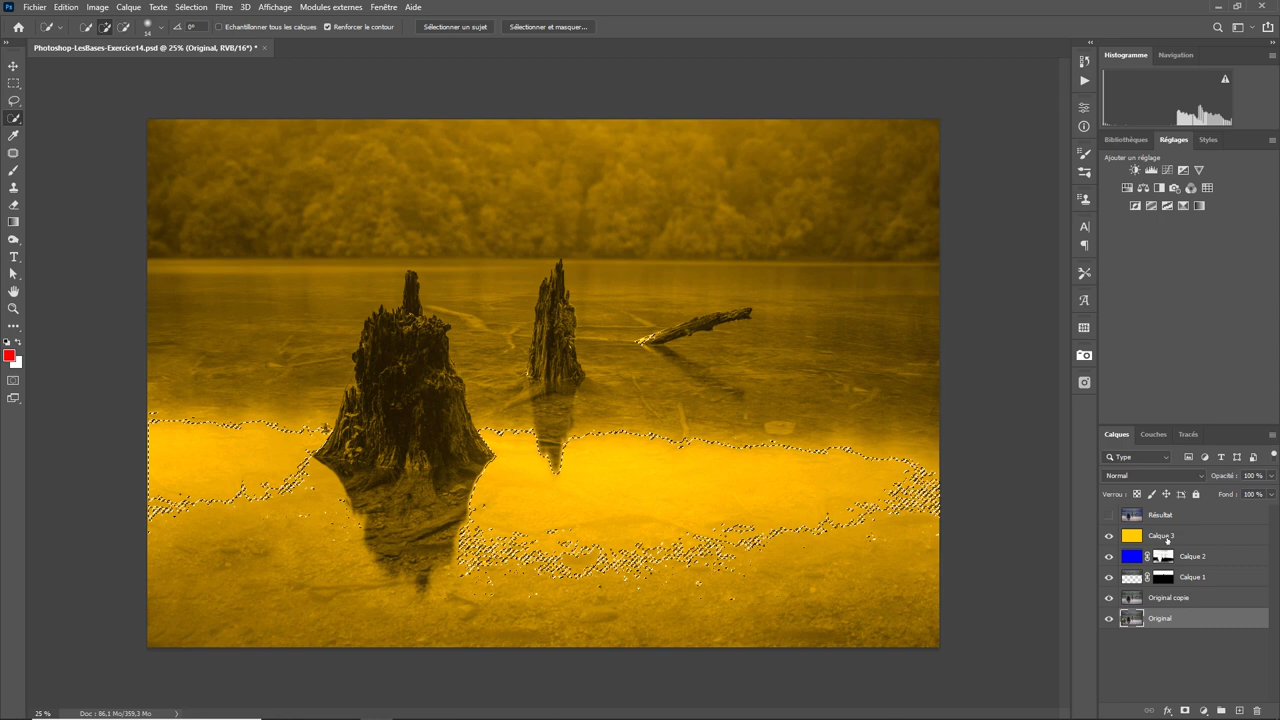 Ps Fichier Edition Image Calque Texte Sélection Filtre 3D Affichage Modules externes Fenêtre Aide
14 0° Echantillonner tous les calques Renforcer le contour Sélectionner un sujet Sélectionner et masquer...
Photoshop-LesBases-Exercice14.psd @ 25% (Original, RVB/16*) * ×
Histogramme Navigation
Bibliothèques Réglages Styles
Ajouter un réglage
Calques Couches Tracés
Type
Normal Opacité : 100 %
Verrou : Fond : 100 %
Résultat
Calque 3
Calque 2
Calque 1
Original copie
Original
25 % Doc : 86,1 Mo/359,3 Mo